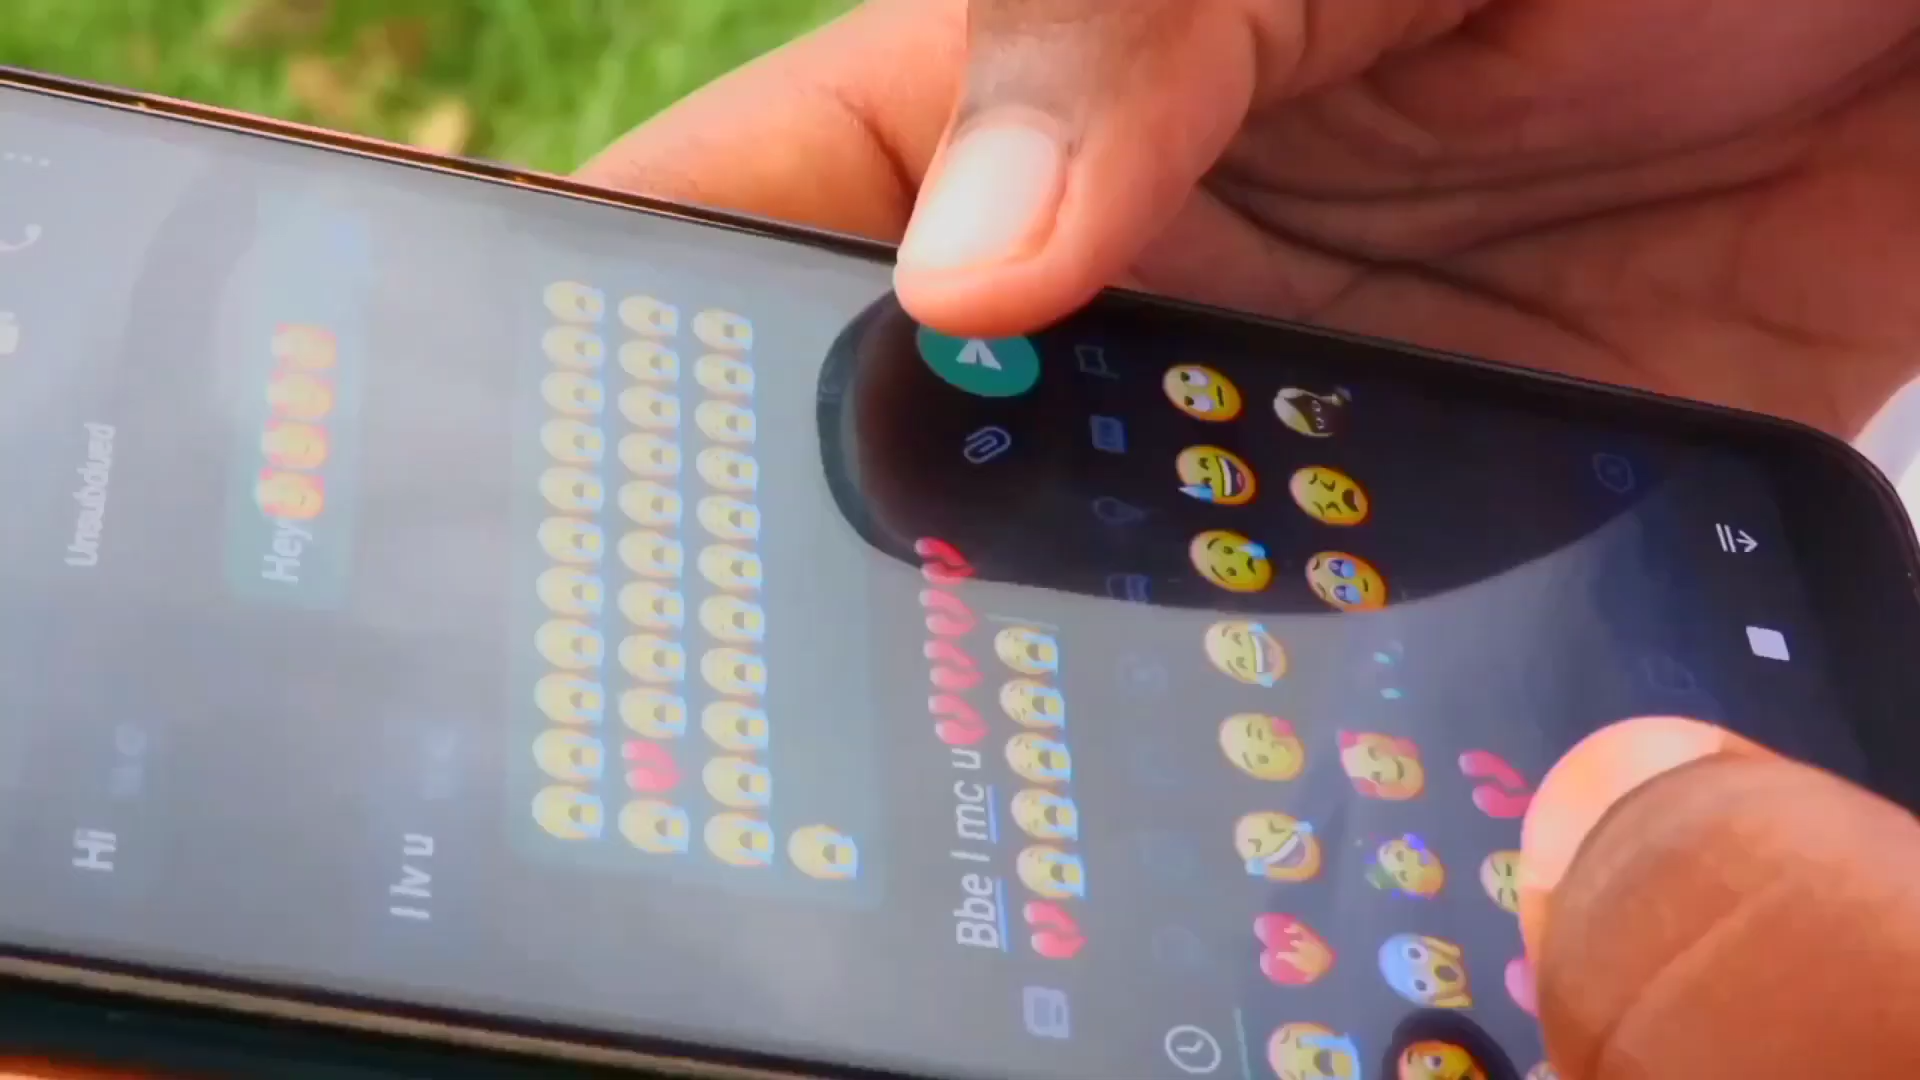 Unsubdued
Hi
Hey
I lv u
Bbe I mc u